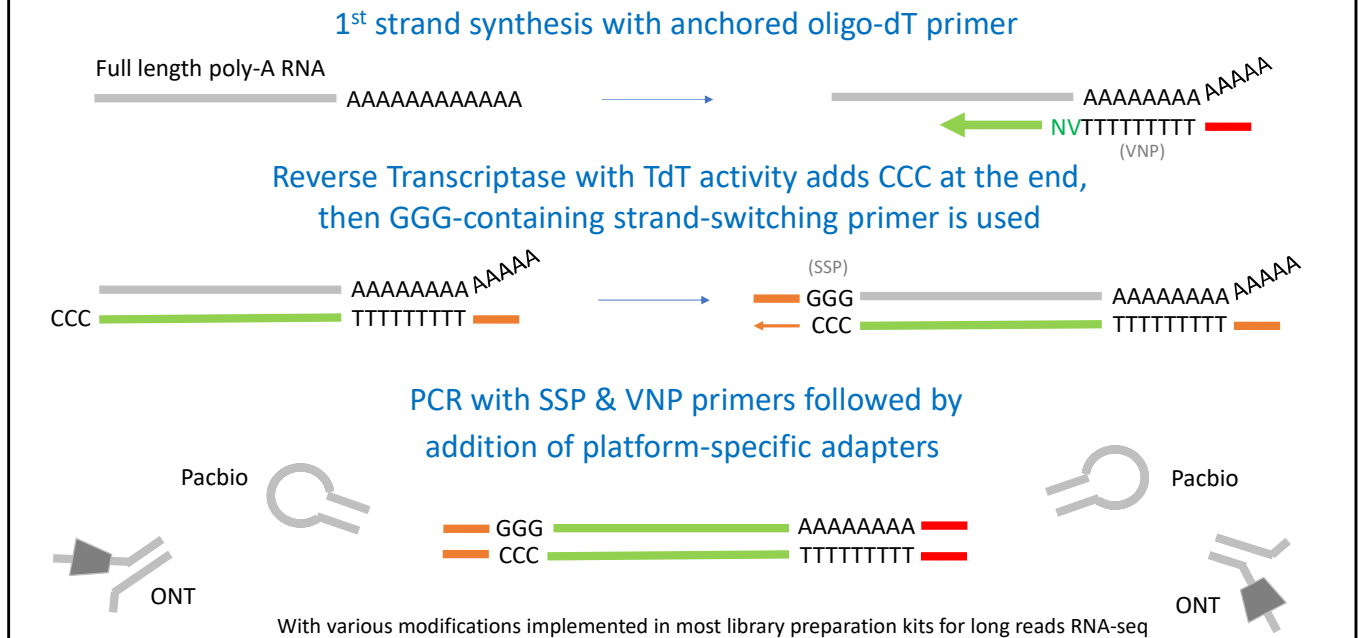 1st strand synthesis with anchored oligo-dT primer
Full length poly-A RNA
AAAAAAAAAAAA
AAAAAAAA AAAAA
NVTTTTTTTTT
(VNP)
Reverse Transcriptase with TdT activity adds CCC at the end,
then GGG-containing strand-switching primer is used
(SSP)
AAAAAAAA AAAAA
GGG AAAAAAAA AAAAA
CCC TTTTTTTTT
CCC TTTTTTTTT
PCR with SSP & VNP primers followed by
addition of platform-specific adapters
Pacbio
Pacbio
GGG AAAAAAAA
CCC TTTTTTTTT
ONT
ONT
With various modifications implemented in most library preparation kits for long reads RNA-seq